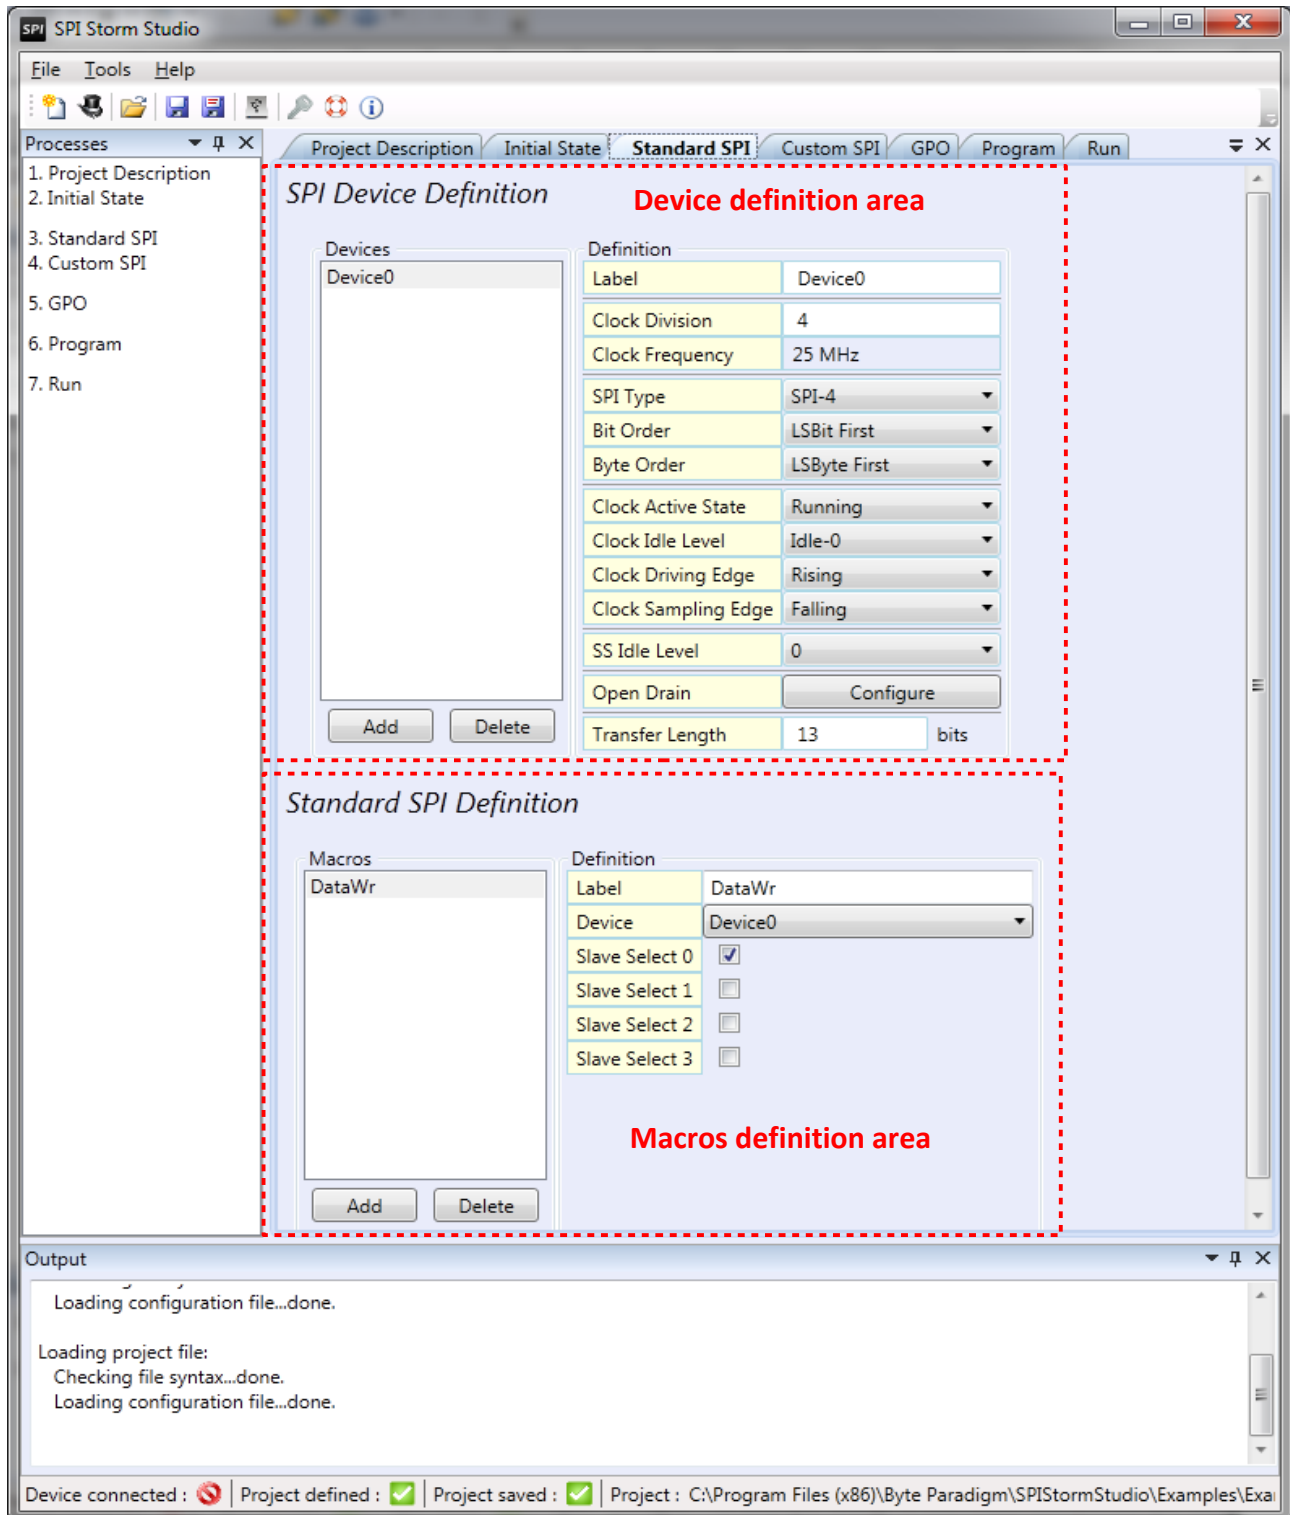 SPI SPI Storm Studio
File Tools Help
Processes
1. Project Description
2. Initial State
3. Standard SPI
4. Custom SPI
5. GPO
6. Program
7. Run
Project Description Initial State Standard SPI Custom SPI GPO Program Run
SPI Device Definition
Device definition area
Devices
Device0
Add Delete
Definition
Label Device0
Clock Division 4
Clock Frequency 25 MHz
SPI Type SPI-4
Bit Order LSBit First
Byte Order LSByte First
Clock Active State Running
Clock Idle Level Idle-0
Clock Driving Edge Rising
Clock Sampling Edge Falling
SS Idle Level 0
Open Drain Configure
Transfer Length 13 bits
Standard SPI Definition
Macros
DataWr
Add Delete
Definition
Label DataWr
Device Device0
Slave Select 0
Slave Select 1
Slave Select 2
Slave Select 3
Macros definition area
Output
Loading configuration file...done.
Loading project file:
Checking file syntax...done.
Loading configuration file...done.
Device connected : Project defined : Project saved : Project : C:\Program Files (x86)\Byte Paradigm\SPIStormStudio\Examples\Exa